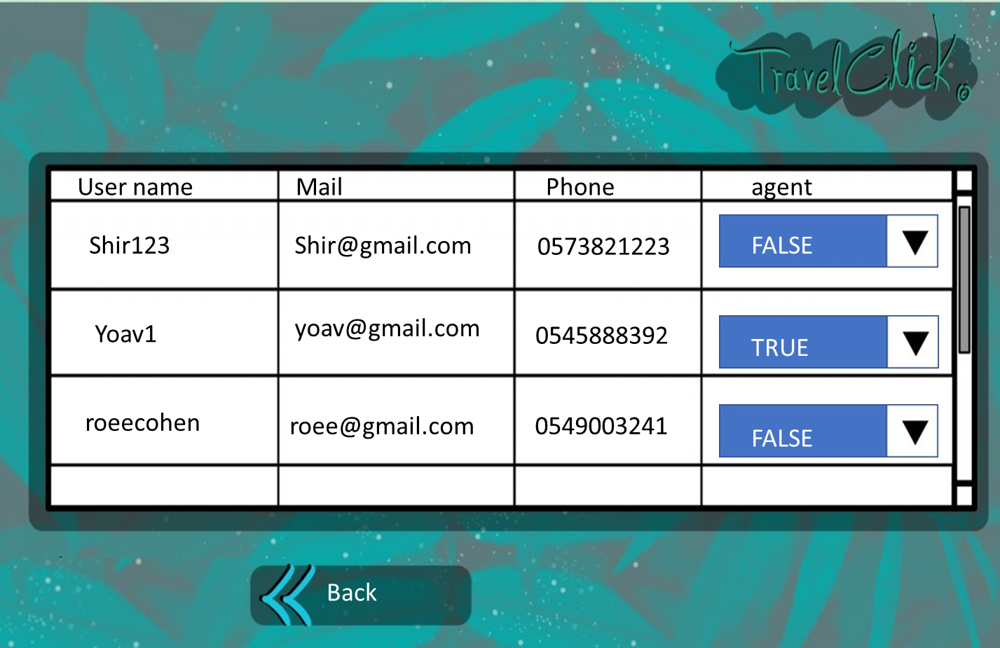 TravelClick©
User name Mail Phone agent
Shir123 Shir@gmail.com 0573821223 FALSE
Yoav1 yoav@gmail.com 0545888392 TRUE
roeecohen roee@gmail.com 0549003241 FALSE
Back